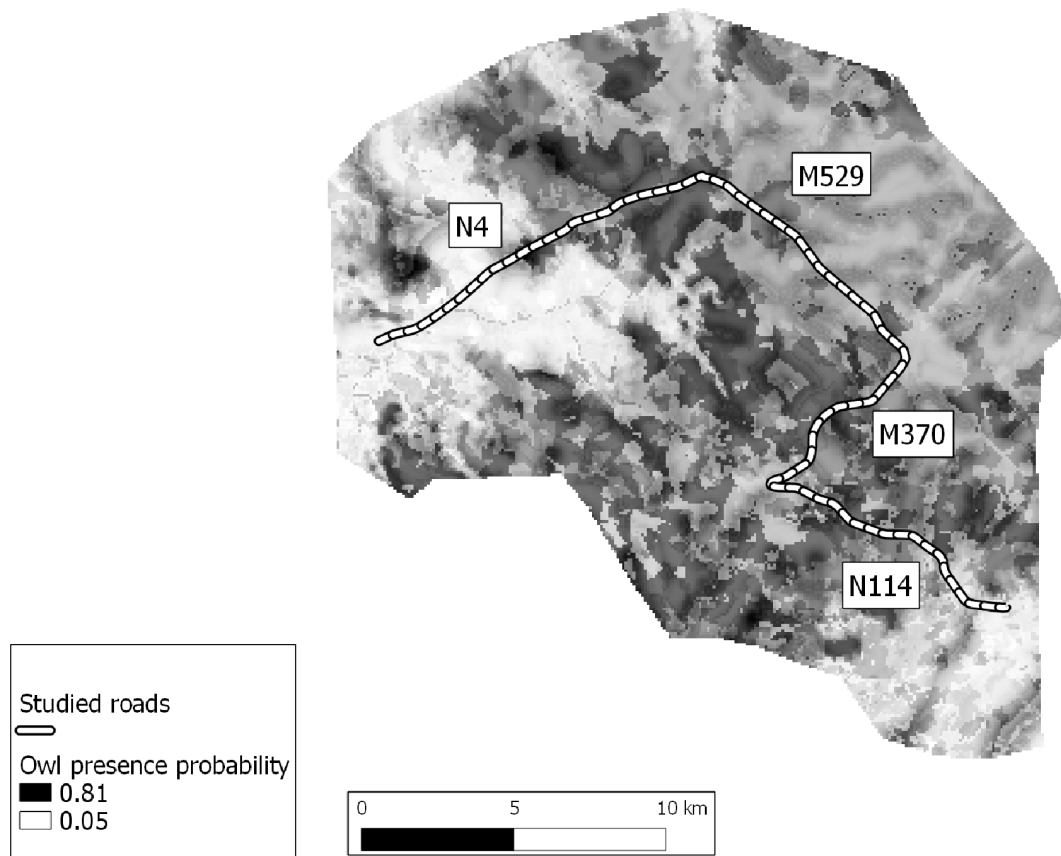 M529
N4
M370
N114
Studied roads
Owl presence probability
0.81
0.05
0 5 10 km